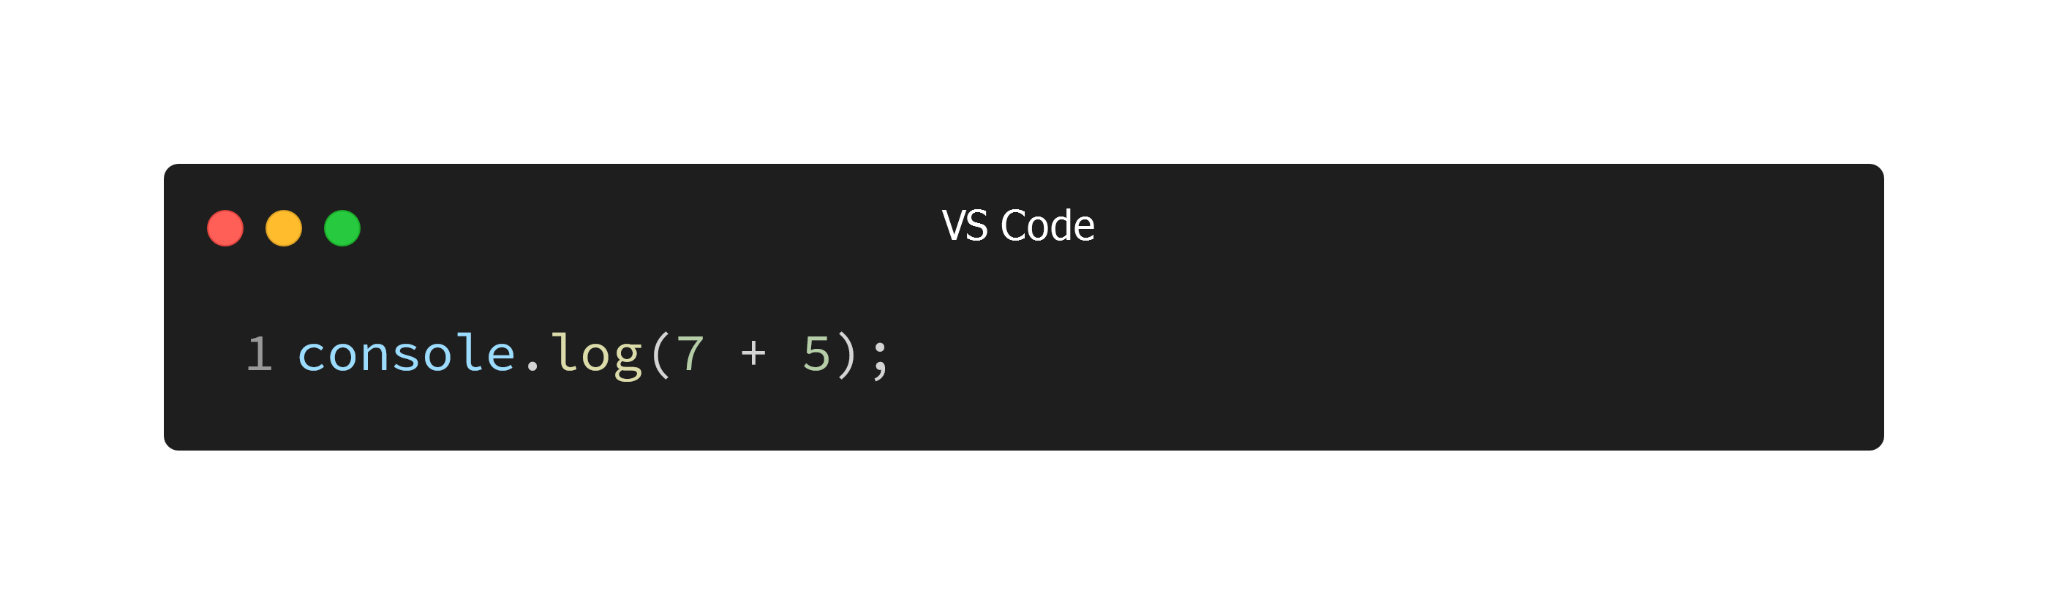 VS Code
1 console.log(7 + 5);